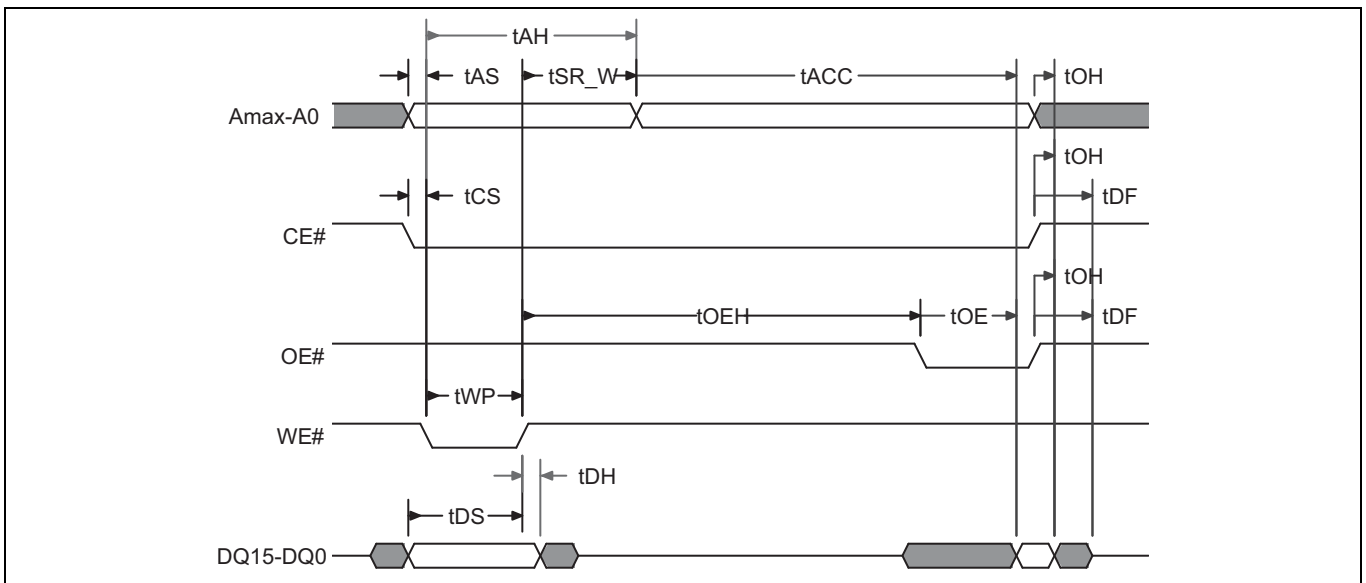 tAH
tAS tSR_W tACC tOH
Amax-A0
tOH
tCS tDF
CE#
tOH
tOEH tOE tDF
OE#
tWP
WE#
tDH
tDS
DQ15-DQ0